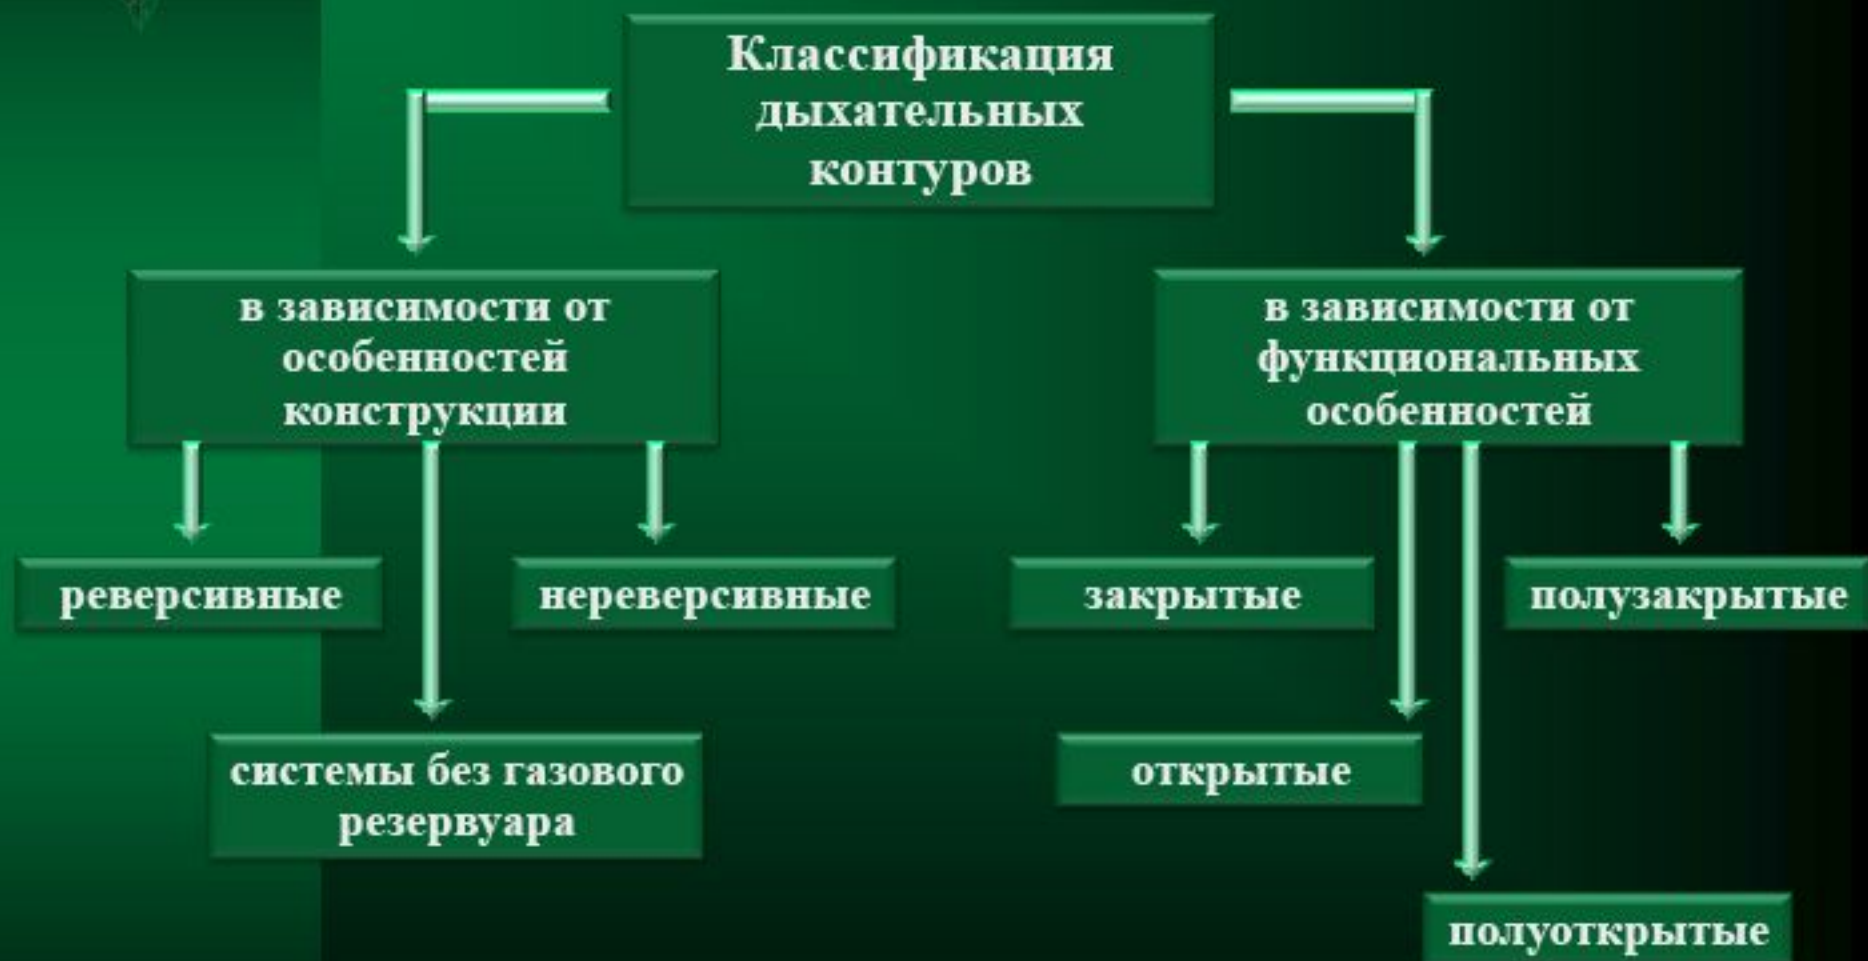 Классификация
дыхательных
контуров
в зависимости от
особенностей
конструкции
в зависимости от
функциональных
особенностей
реверсивные
нереверсивные
закрытые
полузакрытые
системы без газового
резервуара
открытые
полуоткрытые